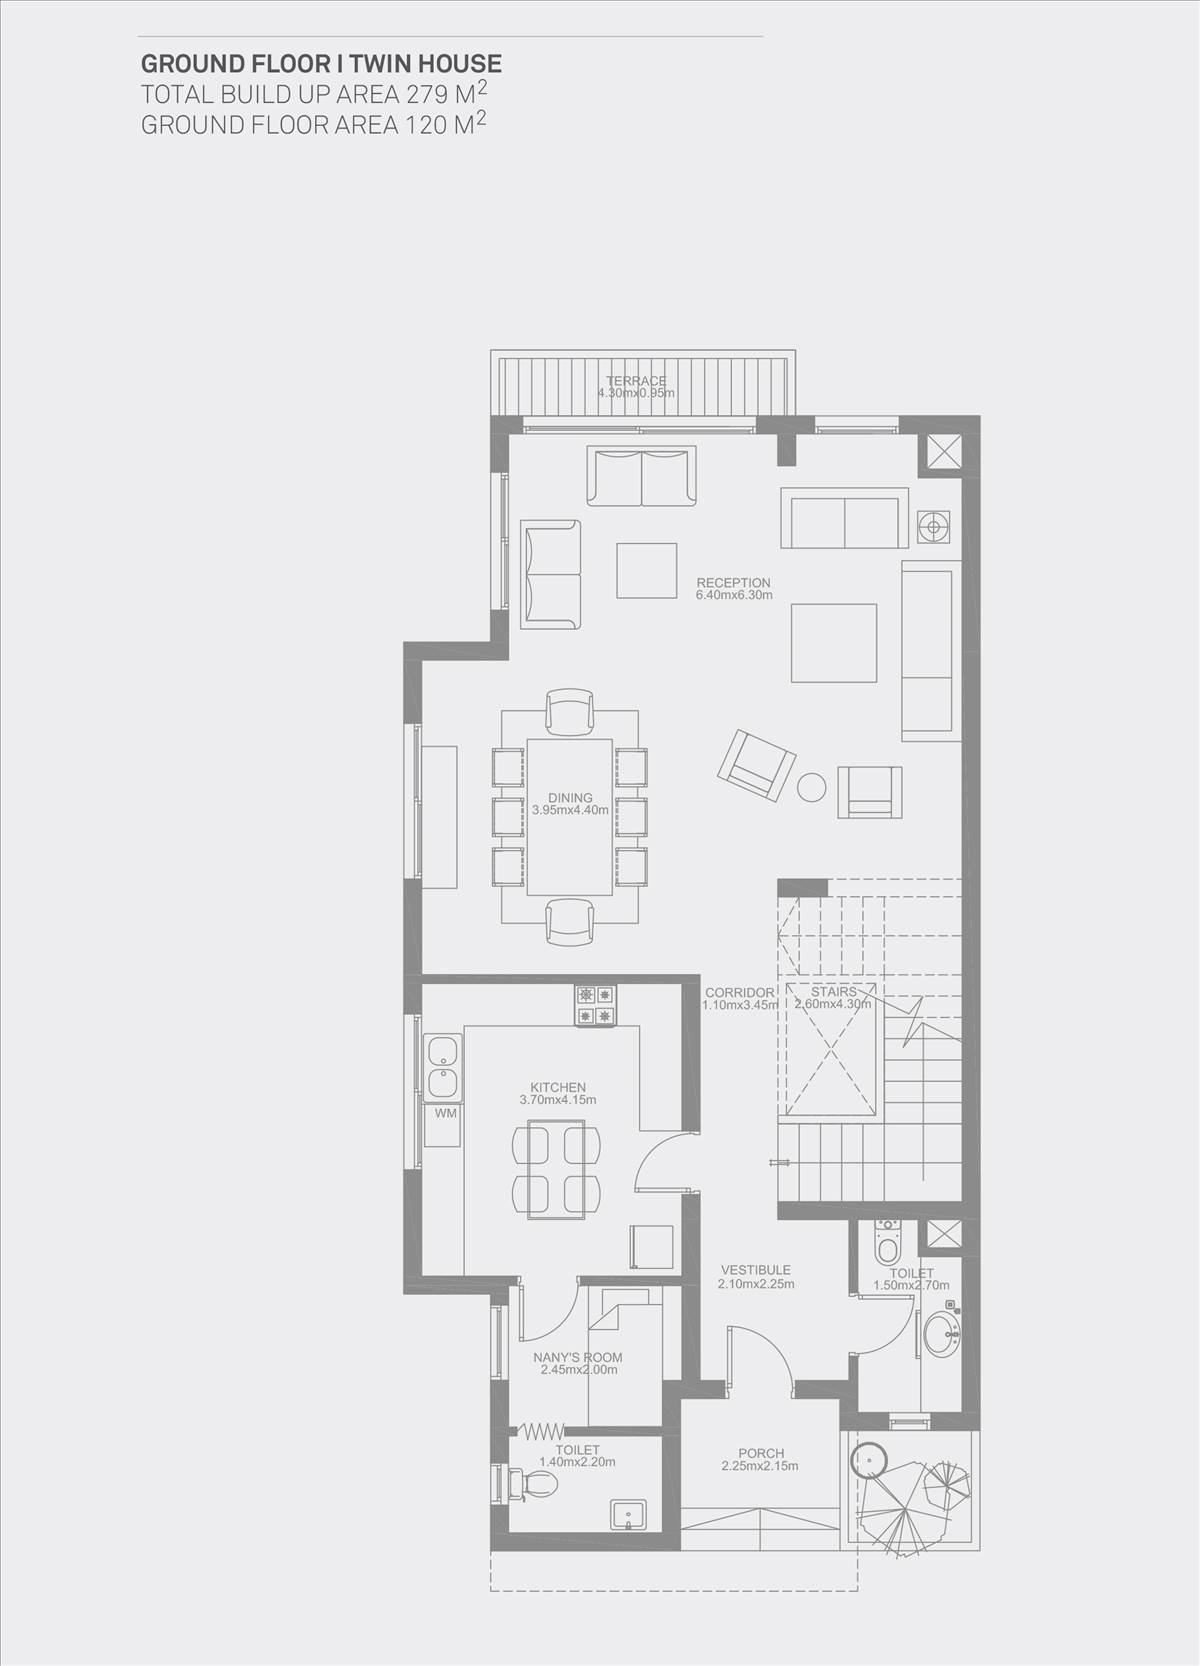 GROUND FLOOR I TWIN HOUSE
TOTAL BUILD UP AREA 279 M²
GROUND FLOOR AREA 120 M²
TERRACE
4.30mx0.95m
RECEPTION
6.40mx6.30m
DINING
3.95mx4.40m
CORRIDOR
1.10mx3.45m
STAIRS
2.60mx4.30m
KITCHEN
3.70mx4.15m
WM
VESTIBULE
2.10mx2.25m
TOILET
1.50mx2.70m
NANY'S ROOM
2.45mx2.00m
TOILET
1.40mx2.20m
PORCH
2.25mx2.15m